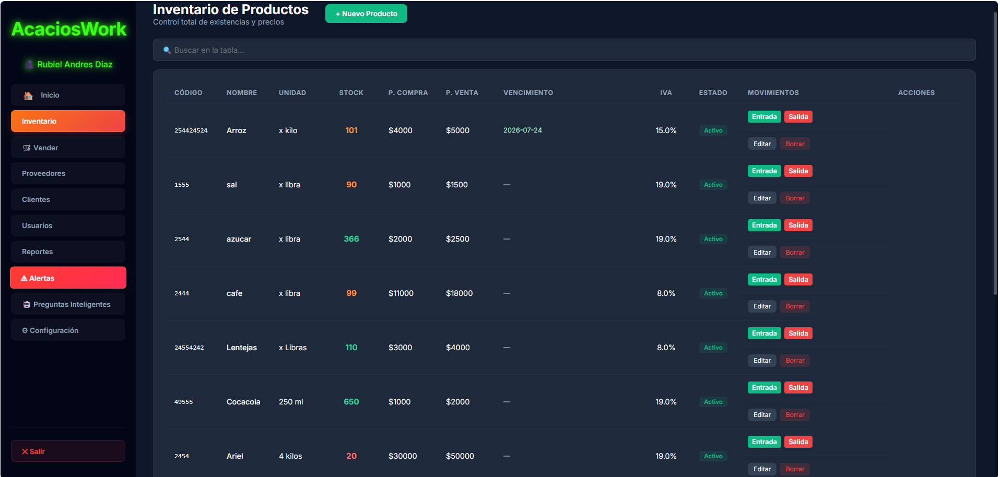 AcaciosWork
Rubiel Andres Diaz
Inicio
Inventario
Vender
Proveedores
Clientes
Usuarios
Reportes
Alertas
Preguntas Inteligentes
Configuración
Salir
Inventario de Productos
Control total de existencias y precios
+ Nuevo Producto
Buscar en la tabla...
CÓDIGO NOMBRE UNIDAD STOCK P. COMPRA P. VENTA VENCIMIENTO IVA ESTADO MOVIMIENTOS ACCIONES
254424524 Arroz x kilo 101 $4000 $5000 2026-07-24 15.0% Activo Entrada Salida
Editar Borrar
1555 sal x libra 90 $1000 $1500 — 19.0% Activo Entrada Salida
Editar Borrar
2544 azucar x libra 366 $2000 $2500 — 19.0% Activo Entrada Salida
Editar Borrar
2444 cafe x libra 99 $11000 $18000 — 8.0% Activo Entrada Salida
Editar Borrar
24554242 Lentejas x Libras 110 $3000 $4000 — 8.0% Activo Entrada Salida
Editar Borrar
49555 Cocacola 250 ml 650 $1000 $2000 — 19.0% Activo Entrada Salida
Editar Borrar
2454 Ariel 4 kilos 20 $30000 $50000 — 19.0% Activo Entrada Salida
Editar Borrar